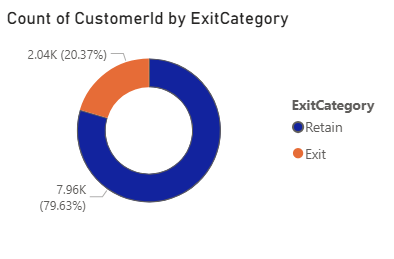 Count of CustomerId by ExitCategory
2.04K (20.37%)
ExitCategory
Retain
Exit
7.96K
(79.63%)